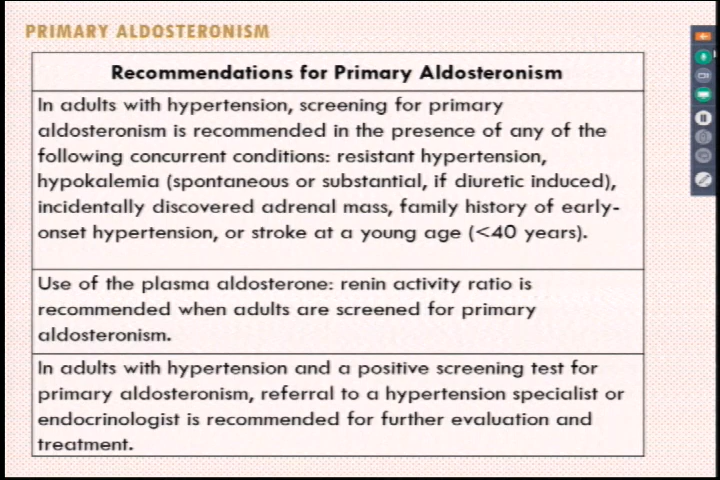 PRIMARY ALDOSTERONISM
Recommendations for Primary Aldosteronism
In adults with hypertension, screening for primary
aldosteronism is recommended in the presence of any of the
following concurrent conditions: resistant hypertension,
hypokalemia (spontaneous or substantial, if diuretic induced),
incidentally discovered adrenal mass, family history of early-
onset hypertension, or stroke at a young age (<40 years).
Use of the plasma aldosterone: renin activity ratio is
recommended when adults are screened for primary
aldosteronism.
In adults with hypertension and a positive screening test for
primary aldosteronism, referral to a hypertension specialist or
endocrinologist is recommended for further evaluation and
treatment.